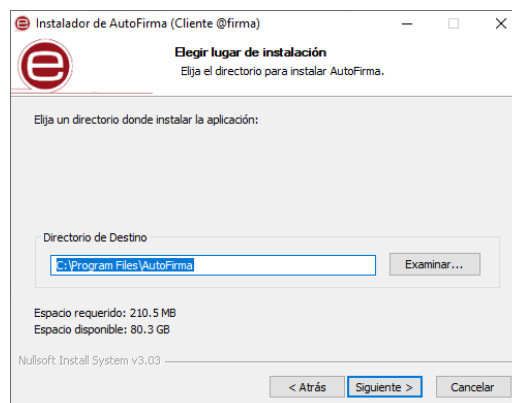 Instalador de AutoFirma (Cliente @firma)
Elegir lugar de instalación
Elija el directorio para instalar AutoFirma.
Elija un directorio donde instalar la aplicación:
Directorio de Destino
C:\Program Files\AutoFirma
Examinar...
Espacio requerido: 210.5 MB
Espacio disponible: 80.3 GB
Nullsoft Install System v3.03
< Atrás
Siguiente >
Cancelar